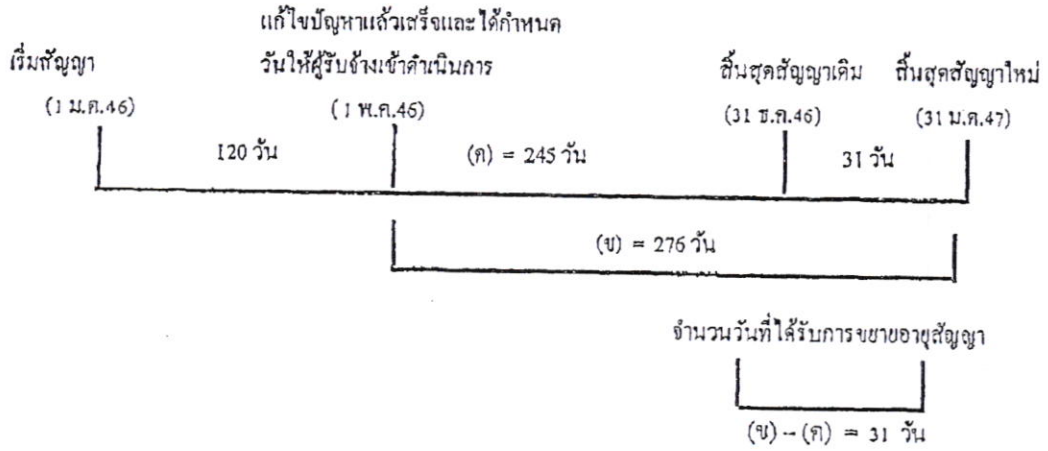 แก้ไขปัญหาแล้วเสร็จและได้กำหนด
เริ่มสัญญา วันให้ผู้รับจ้างเข้าดำเนินการ สิ้นสุดสัญญาเดิม สิ้นสุดสัญญาใหม่
(1 ม.ค.46) (1 พ.ค.46) (31 ธ.ค.46) (31 ม.ค.47)
120 วัน (ค) = 245 วัน 31 วัน
(ข) = 276 วัน
จำนวนวันที่ได้รับการขยายอายุสัญญา
(ข) – (ค) = 31 วัน